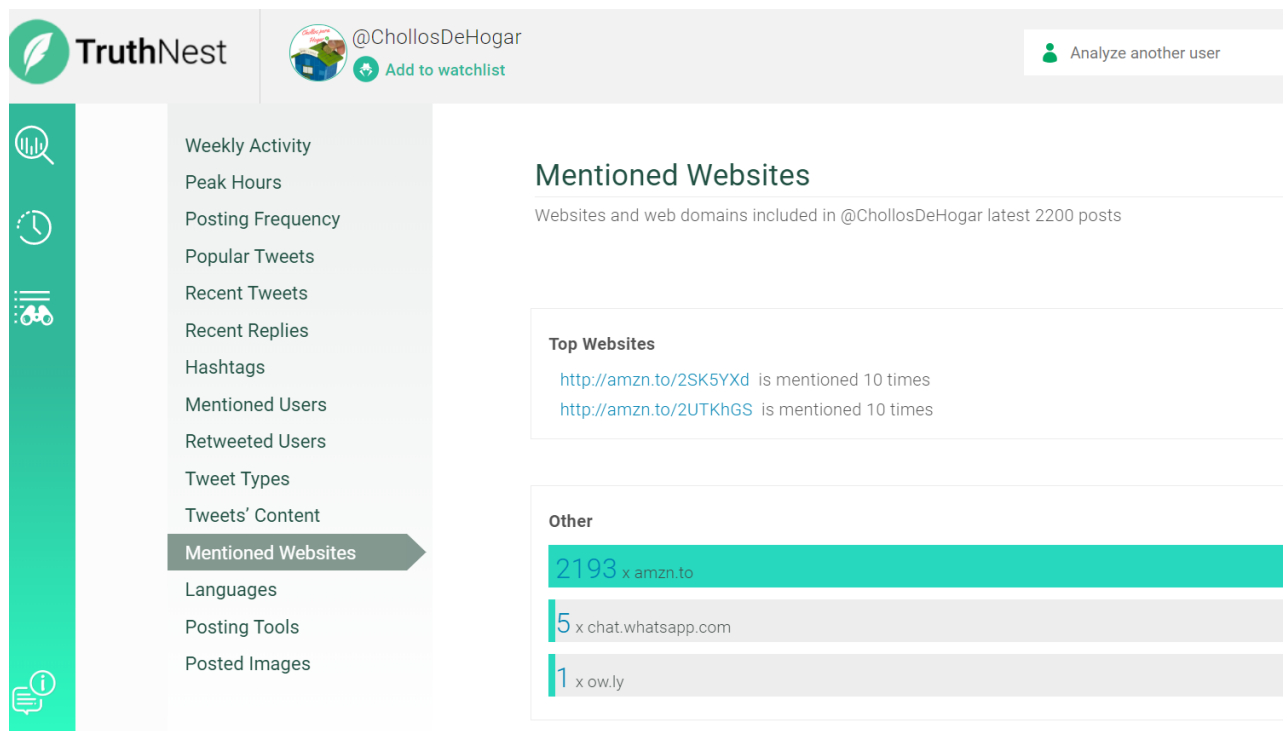 TruthNest
@ChollosDeHogar
Add to watchlist
Analyze another user
Weekly Activity
Peak Hours
Posting Frequency
Popular Tweets
Recent Tweets
Recent Replies
Hashtags
Mentioned Users
Retweeted Users
Tweet Types
Tweets’ Content
Mentioned Websites
Languages
Posting Tools
Posted Images
Mentioned Websites
Websites and web domains included in @ChollosDeHogar latest 2200 posts
Top Websites
http://amzn.to/2SK5YXd is mentioned 10 times
http://amzn.to/2UTKhGS is mentioned 10 times
Other
2193 x amzn.to
5 x chat.whatsapp.com
1 x ow.ly